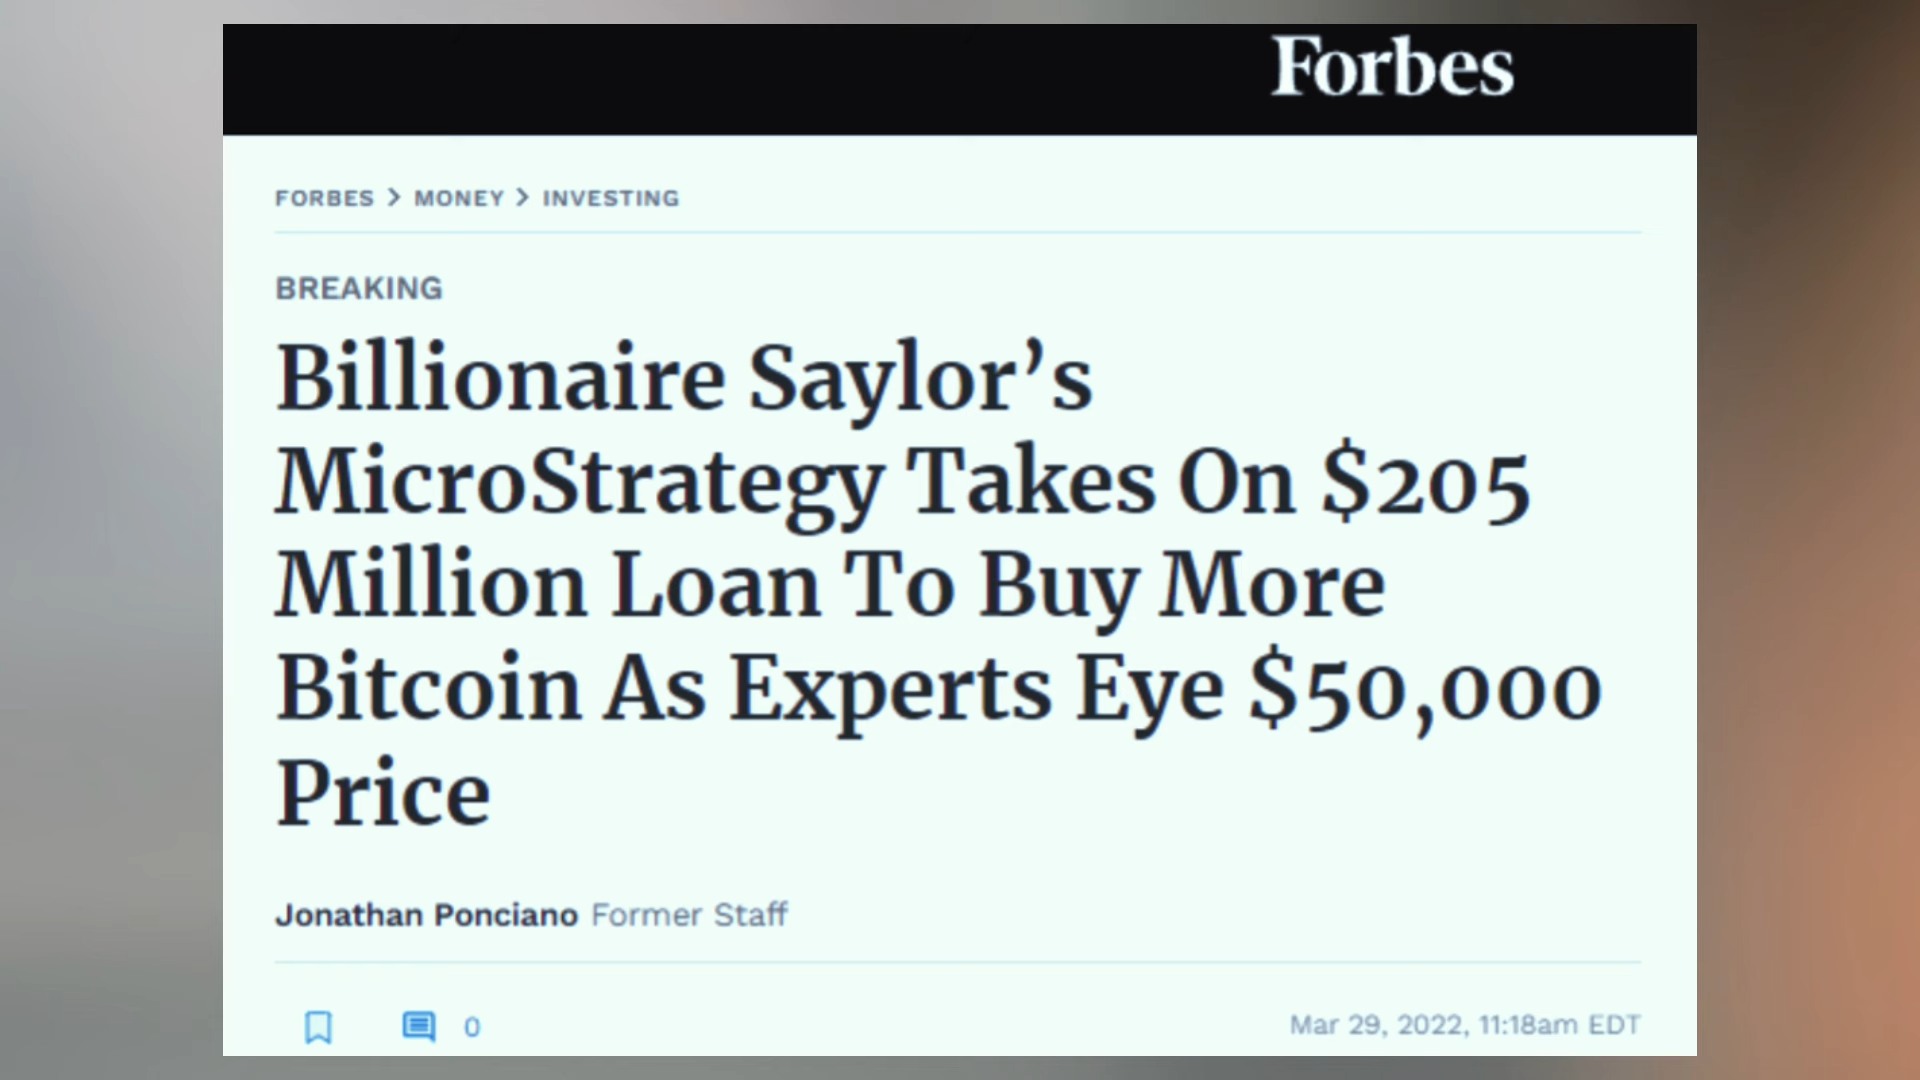 Forbes
FORBES > MONEY > INVESTING
BREAKING
Billionaire Saylor’s
MicroStrategy Takes On $205
Million Loan To Buy More
Bitcoin As Experts Eye $50,000
Price
Jonathan Ponciano Former Staff
0
Mar 29, 2022, 11:18am EDT